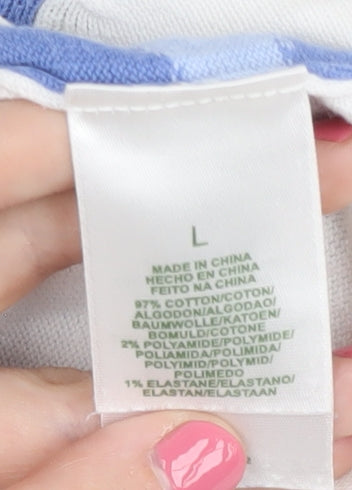 L
MADE IN CHINA
HECHO EN CHINA
FEITO NA CHINA
97% COTTON/COTON/
ALGODON/ALGODAO/
BAUMWOLLE/KATOEN/
BOMULD/COTONE
2% POLYAMIDE/POLYMIDE/
POLIAMIDA/POLIMIDA/
POLYIMID/POLYMID/
POLIMEDO
1% ELASTANE/ELASTANO/
ELASTAN/ELASTAAN